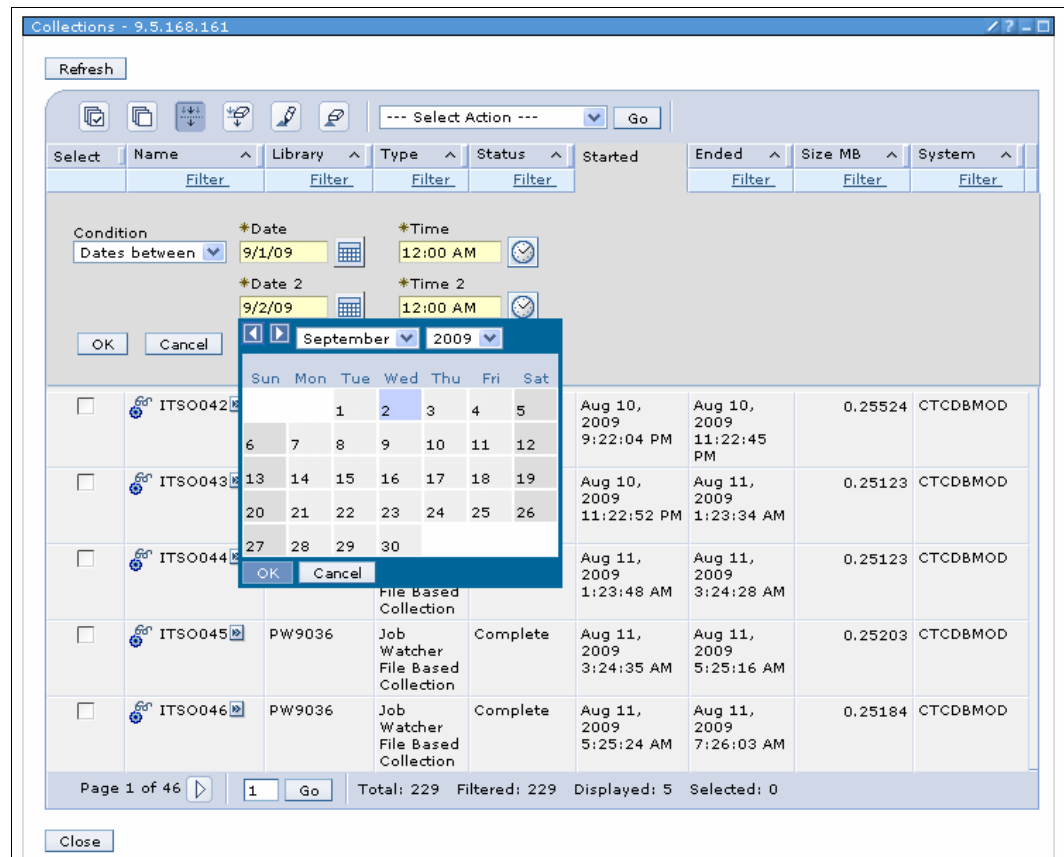 Collections - 9.5.168.161
Refresh
--- Select Action --- Go
Select Name Library Type Status Started Ended Size MB System
Filter Filter Filter Filter Filter Filter Filter
Condition *Date *Time
Dates between 9/1/09 12:00 AM
*Date 2 *Time 2
9/2/09 12:00 AM
OK Cancel
September 2009
Sun Mon Tue Wed Thu Fri Sat
1 2 3 4 5
6 7 8 9 10 11 12
13 14 15 16 17 18 19
20 21 22 23 24 25 26
27 28 29 30
OK Cancel
ITSO042 Aug 10, Aug 10, 0.25524 CTCDBMOD
2009 2009
9:22:04 PM 11:22:45
PM
ITSO043 Aug 10, Aug 11, 0.25123 CTCDBMOD
2009 2009
11:22:52 PM 1:23:34 AM
ITSO044 Aug 11, Aug 11, 0.25123 CTCDBMOD
2009 2009
File Based 1:23:48 AM 3:24:28 AM
Collection
ITSO045 PW9036 Job Complete Aug 11, Aug 11, 0.25203 CTCDBMOD
Watcher 2009 2009
File Based 3:24:35 AM 5:25:16 AM
Collection
ITSO046 PW9036 Job Complete Aug 11, Aug 11, 0.25184 CTCDBMOD
Watcher 2009 2009
File Based 5:25:24 AM 7:26:03 AM
Collection
Page 1 of 46 1 Go Total: 229 Filtered: 229 Displayed: 5 Selected: 0
Close